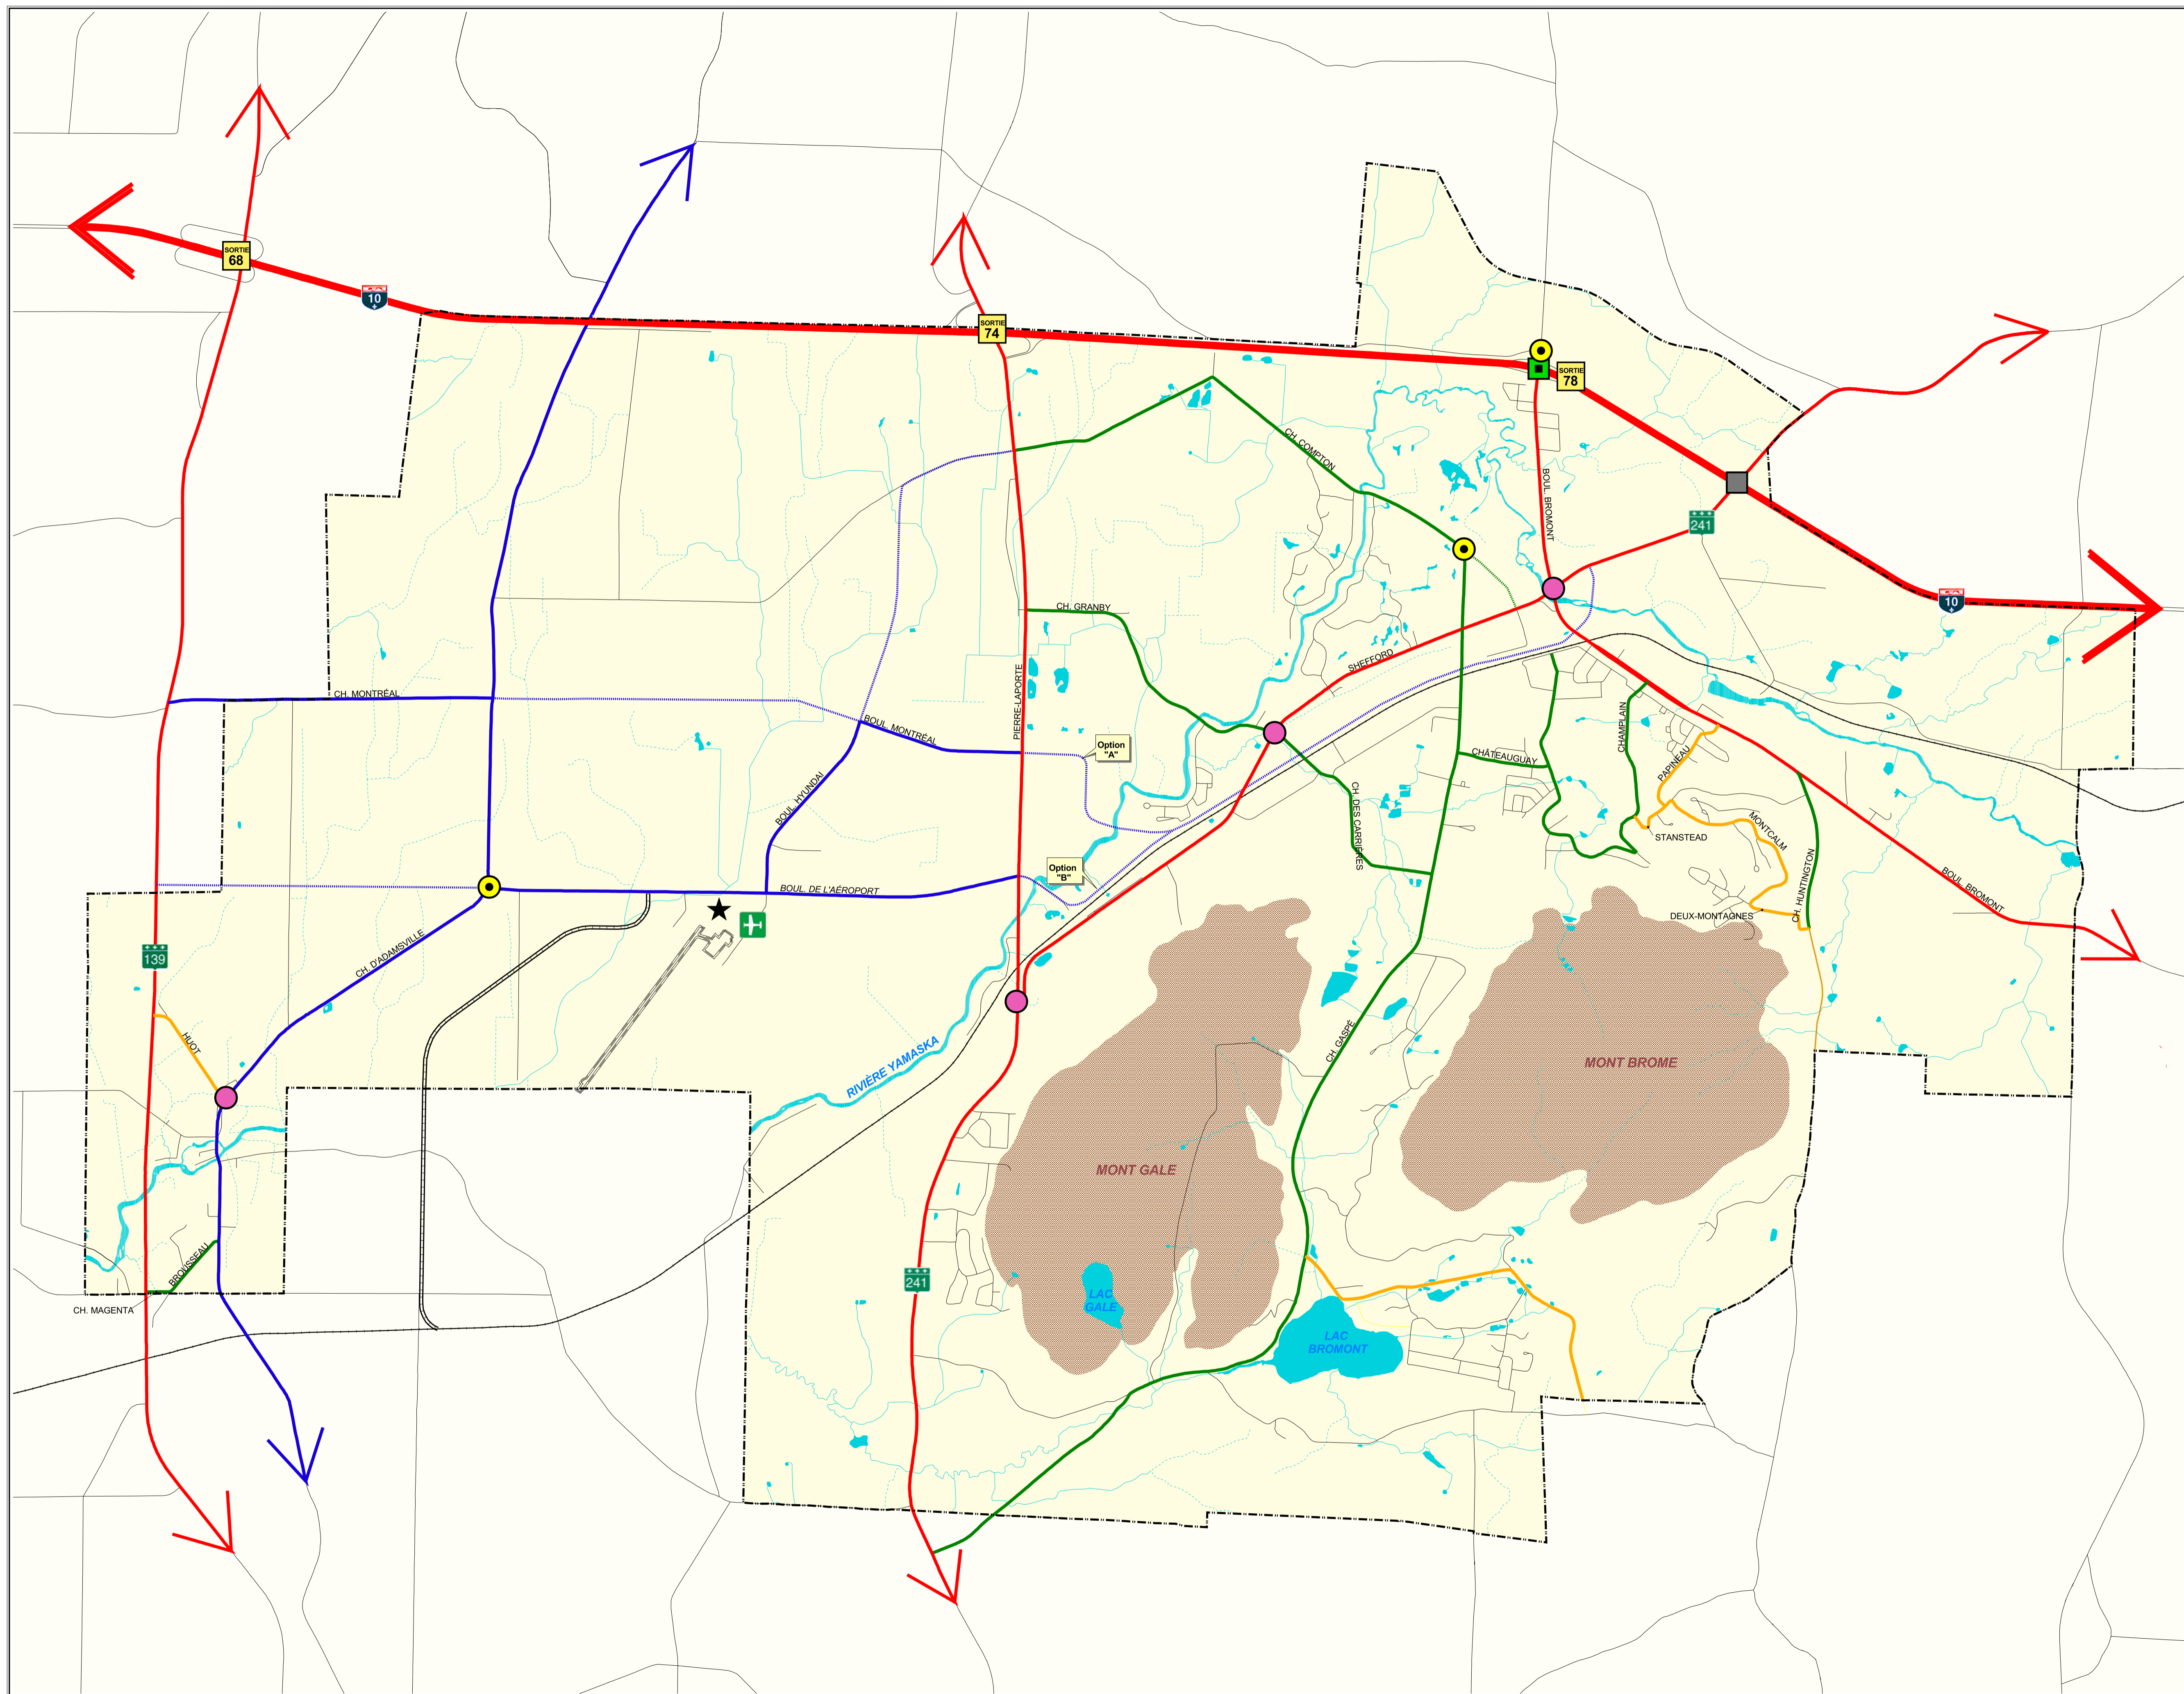 SORTIE
68
10
SORTIE
74
SORTIE
78
CH. COMPTON
BOUL. BROMONT
241
10
CH. GRANBY
SHEFFORD
PIERRE-LAPORTE
CH. MONTRÉAL
BOUL. MONTRÉAL
Option
"A"
CHAMPLAIN
CHÂTEAUGUAY
PAPINEAU
BOUL. HYUNDAI
CH. DES CARRIÈRES
MONTCALM
STANSTEAD
Option
"B"
BOUL. DE L'AÉROPORT
CH. HUNTINGTON
BOUL. BROMONT
DEUX-MONTAGNES
CH. D'ADAMSVILLE
139
HUOT
CH. GASPÉ
RIVIÈRE YAMASKA
MONT BROME
MONT GALE
BROUSSEAU
241
LAC
GALE
CH. MAGENTA
LAC
BROMONT